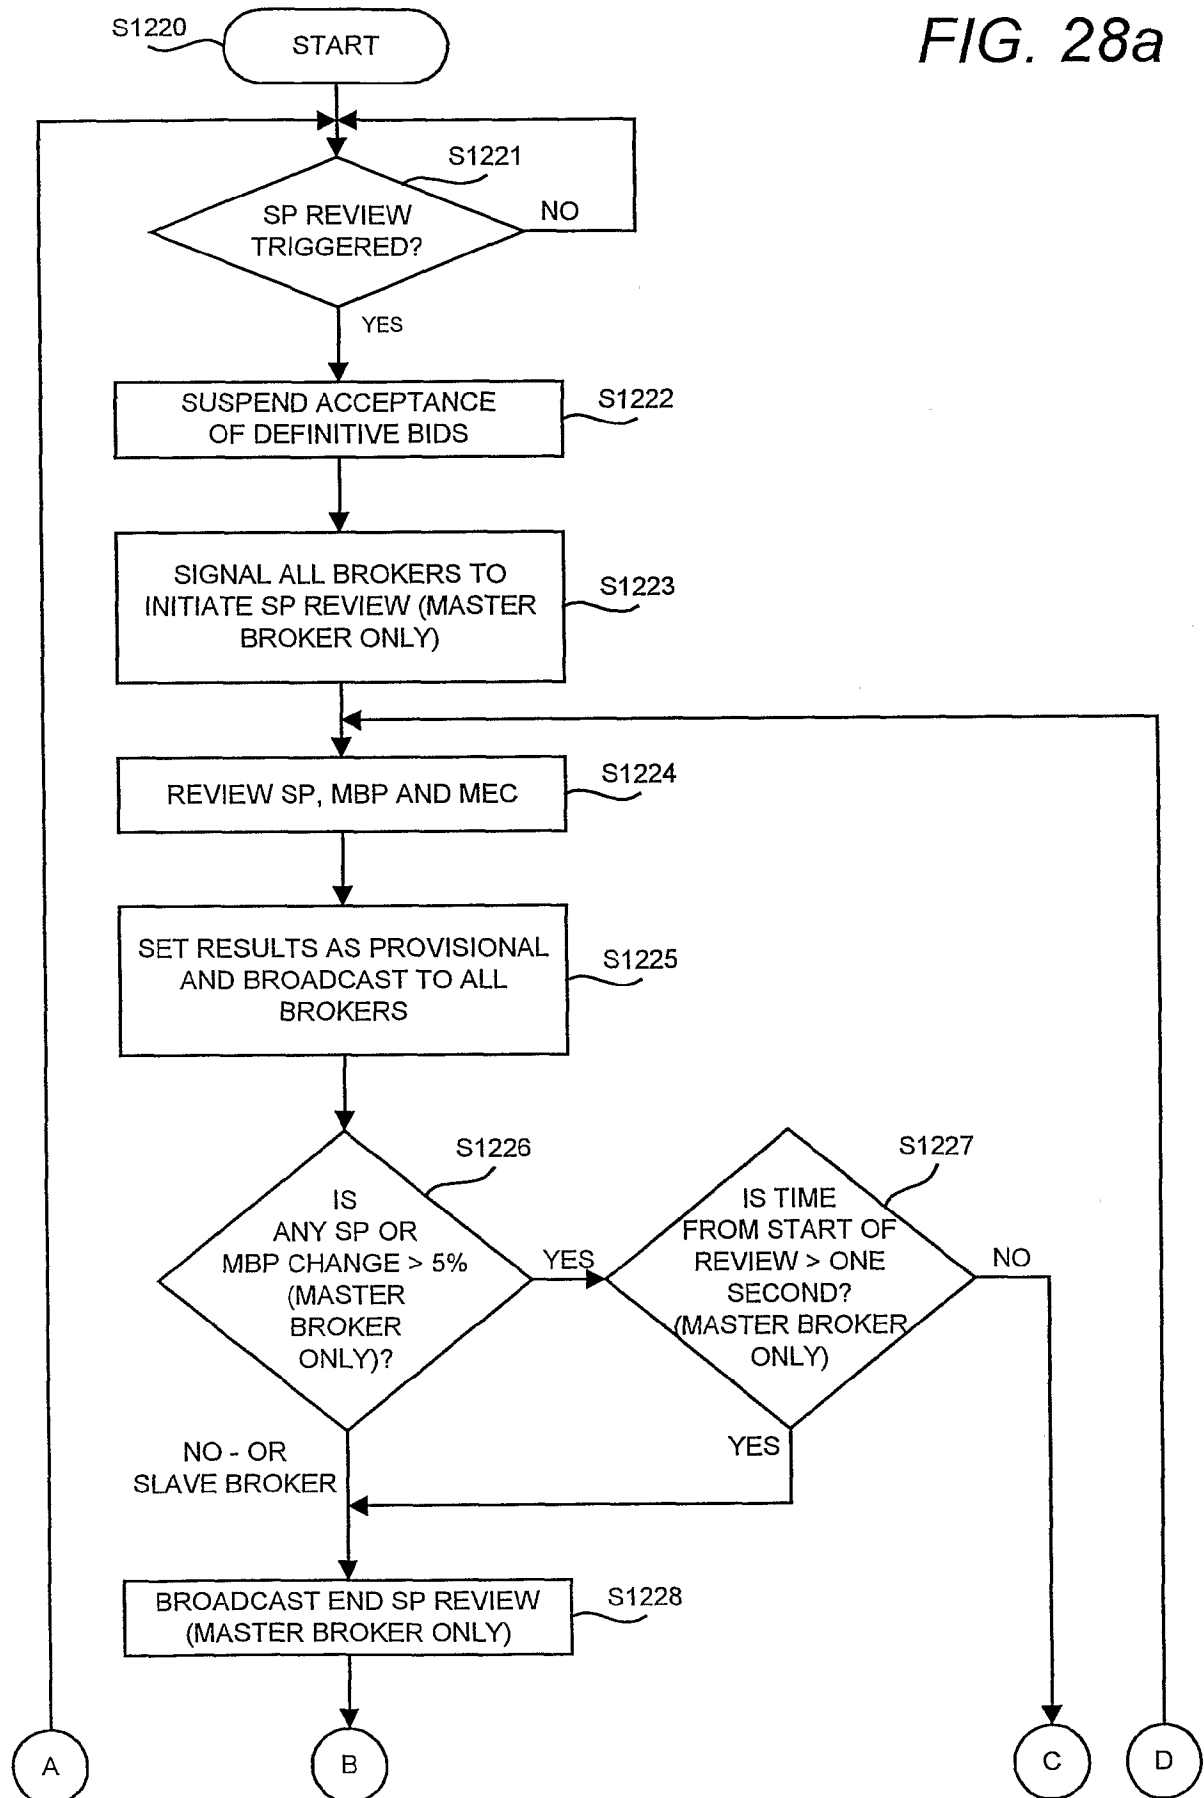 FIG. 28a
S1220
START
S1221
SP REVIEW
TRIGGERED?
NO
YES
SUSPEND ACCEPTANCE
OF DEFINITIVE BIDS
S1222
SIGNAL ALL BROKERS TO
INITIATE SP REVIEW (MASTER
BROKER ONLY)
S1223
REVIEW SP, MBP AND MEC
S1224
SET RESULTS AS PROVISIONAL
AND BROADCAST TO ALL
BROKERS
S1225
S1226
IS
ANY SP OR
MBP CHANGE > 5%
(MASTER
BROKER
ONLY)?
YES
S1227
IS TIME
FROM START OF
REVIEW > ONE
SECOND?
(MASTER BROKER
ONLY)
NO
YES
NO - OR
SLAVE BROKER
BROADCAST END SP REVIEW
(MASTER BROKER ONLY)
S1228
A
B
C
D